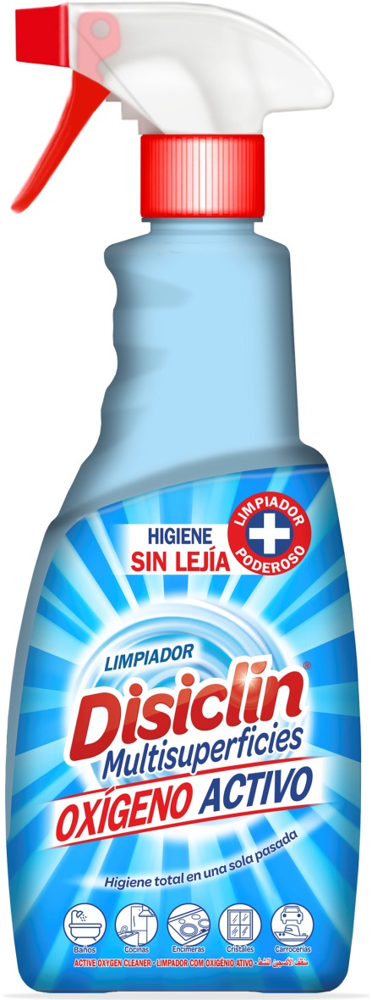 HIGIENE
SIN LEJÍA
LIMPIADOR
PODEROSO
LIMPIADOR
Disiclin®
Multisuperficies
OXÍGENO ACTIVO
Higiene total en una sola pasada
Baños Cocinas Encimeras Cristales Carrocerías
ACTIVE OXYGEN CLEANER · LIMPIADOR COM OXIGÉNIO ATIVO · منظف الأكسجين النشط